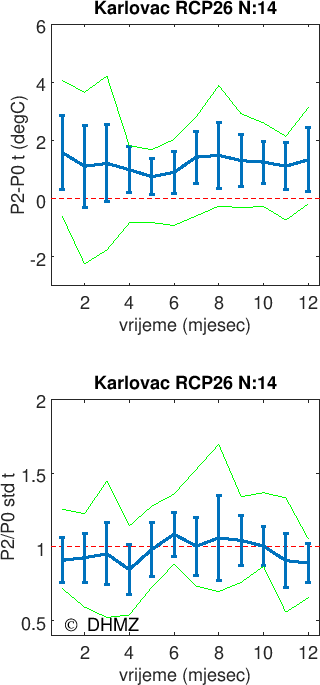 Karlovac RCP26 N:14
6
4
2
0
-2
P2-P0 t (degC)
2 4 6 8 10 12
vrijeme (mjesec)
Karlovac RCP26 N:14
2
1.5
1
0.5
P2/P0 std t
© DHMZ
2 4 6 8 10 12
vrijeme (mjesec)